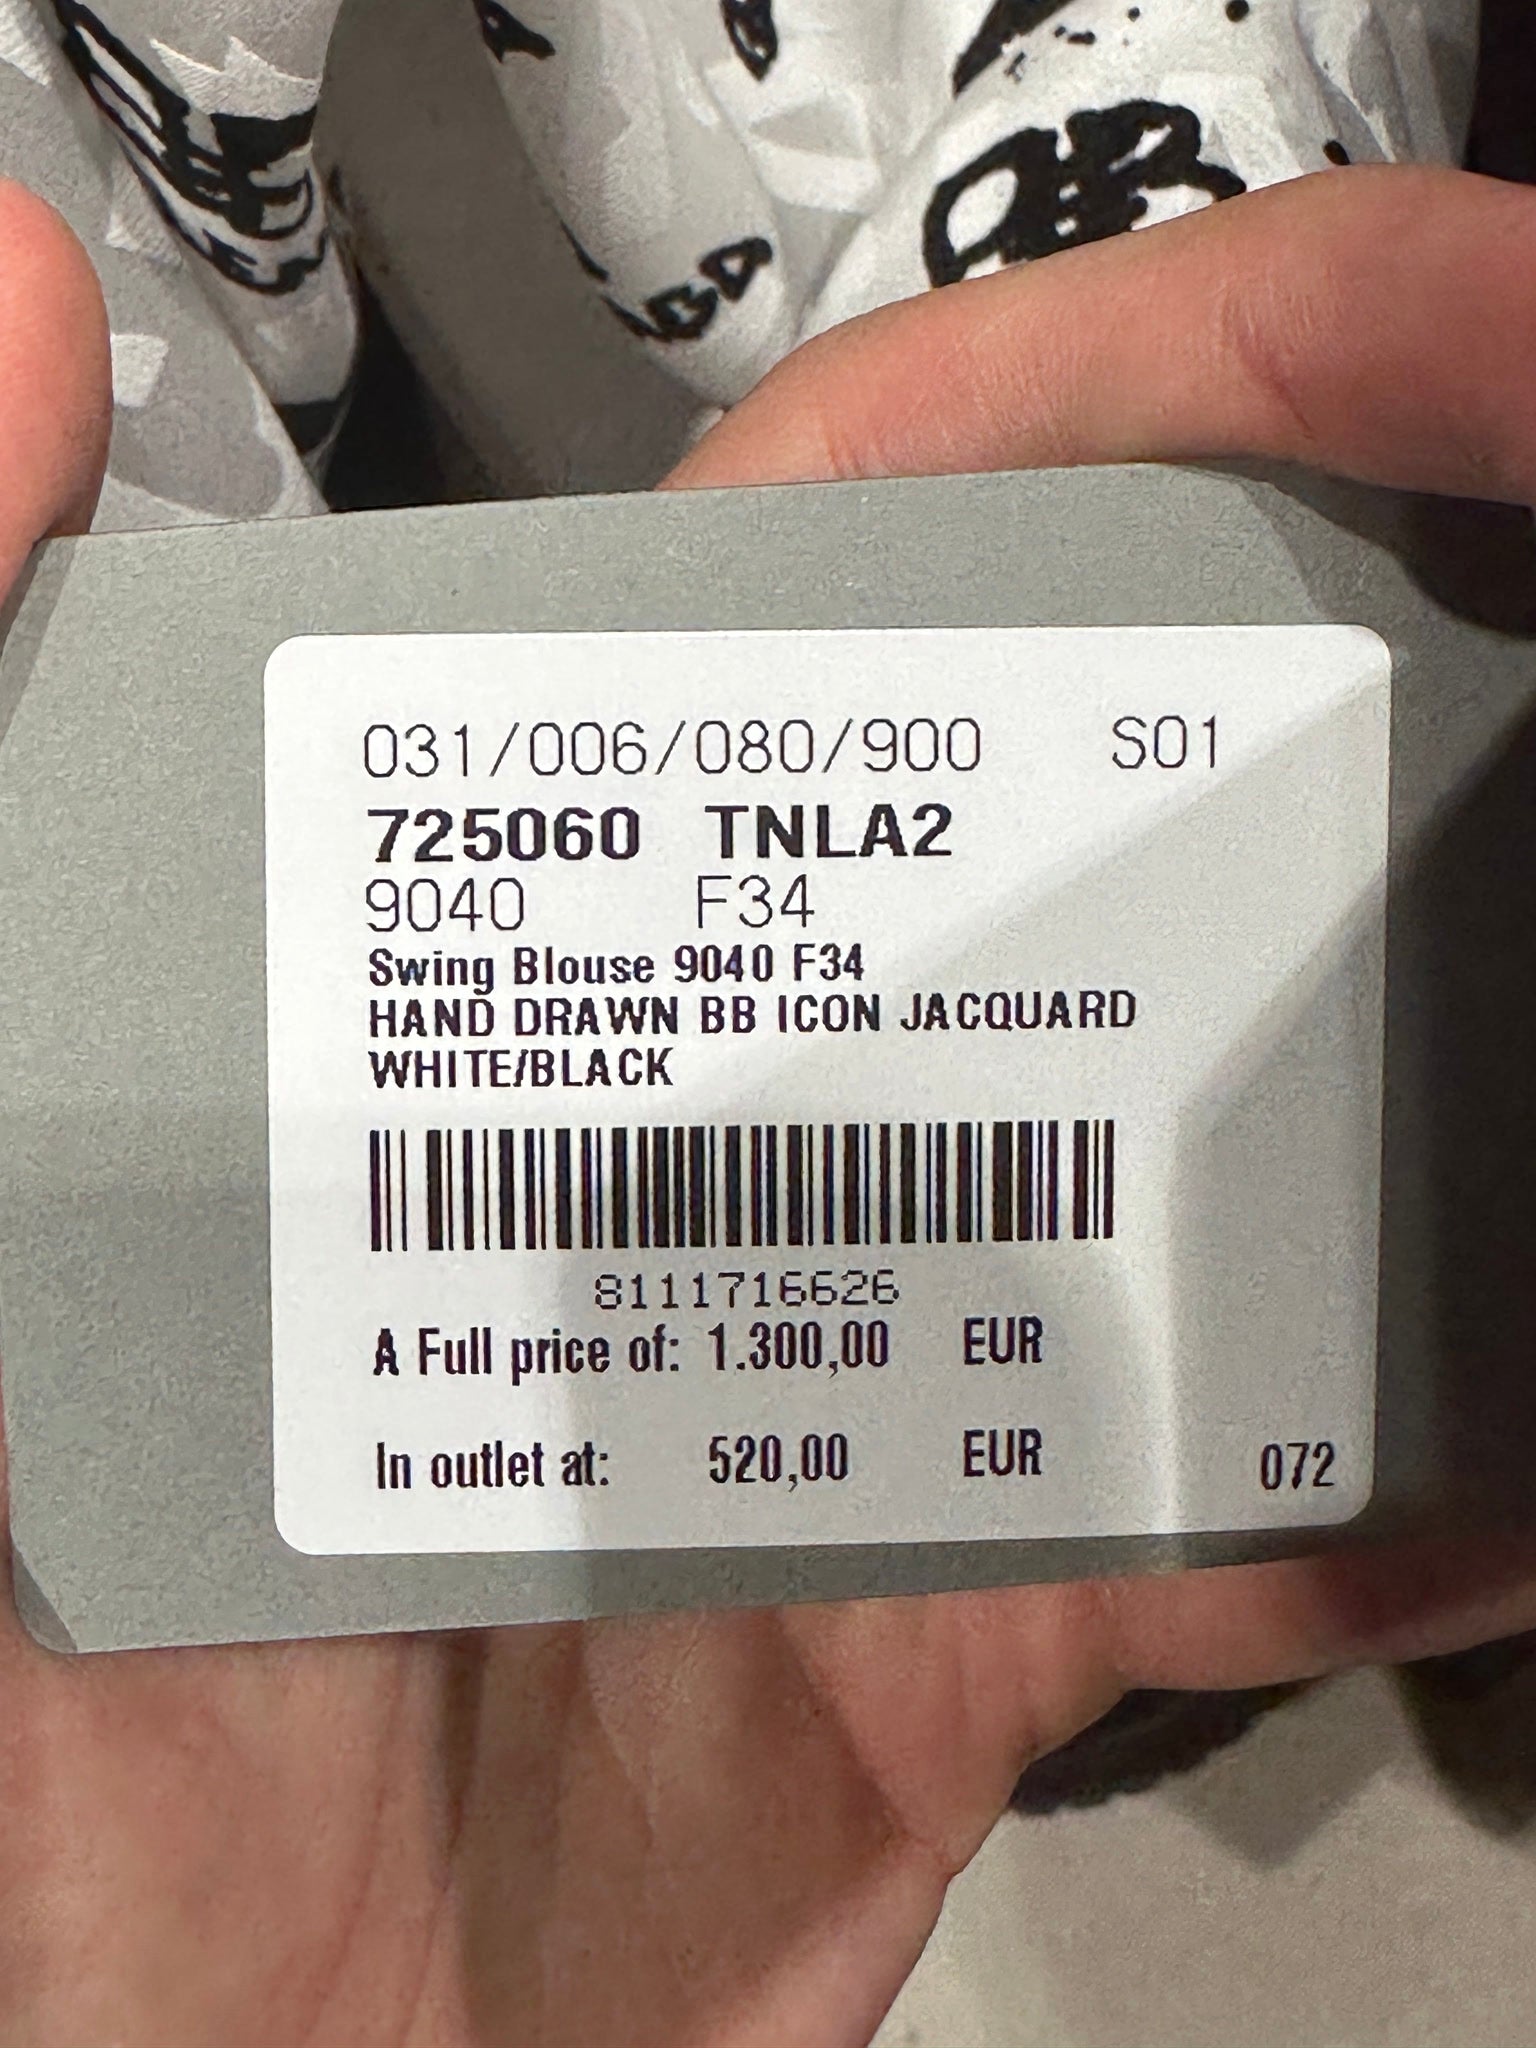 031/006/080/900 S01
725060 TNLA2
9040 F34
Swing Blouse 9040 F34
HAND DRAWN BB ICON JACQUARD
WHITE/BLACK
8111716626
A Full price of: 1.300,00 EUR
In outlet at: 520,00 EUR 072